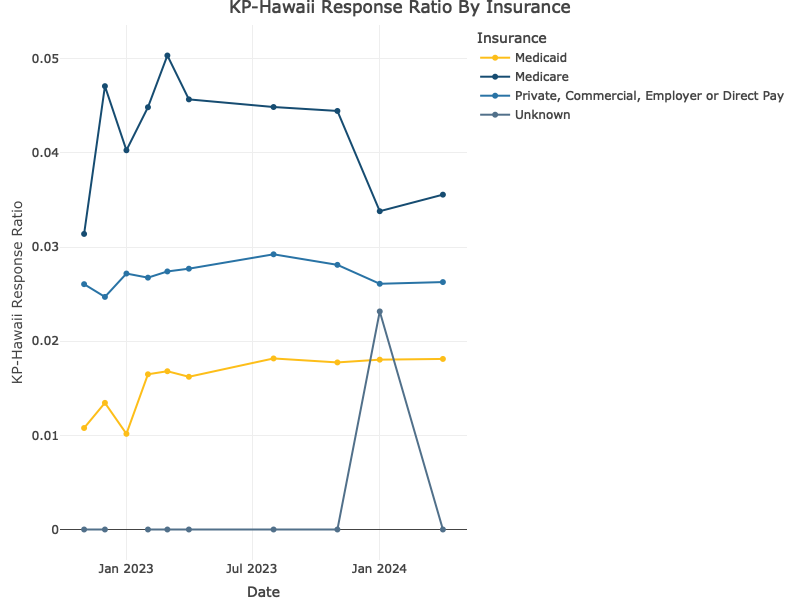 KP-Hawaii Response Ratio By Insurance
Insurance
Medicaid
Medicare
Private, Commercial, Employer or Direct Pay
Unknown
KP-Hawaii Response Ratio
0.05
0.04
0.03
0.02
0.01
0
Jan 2023
Jul 2023
Jan 2024
Date